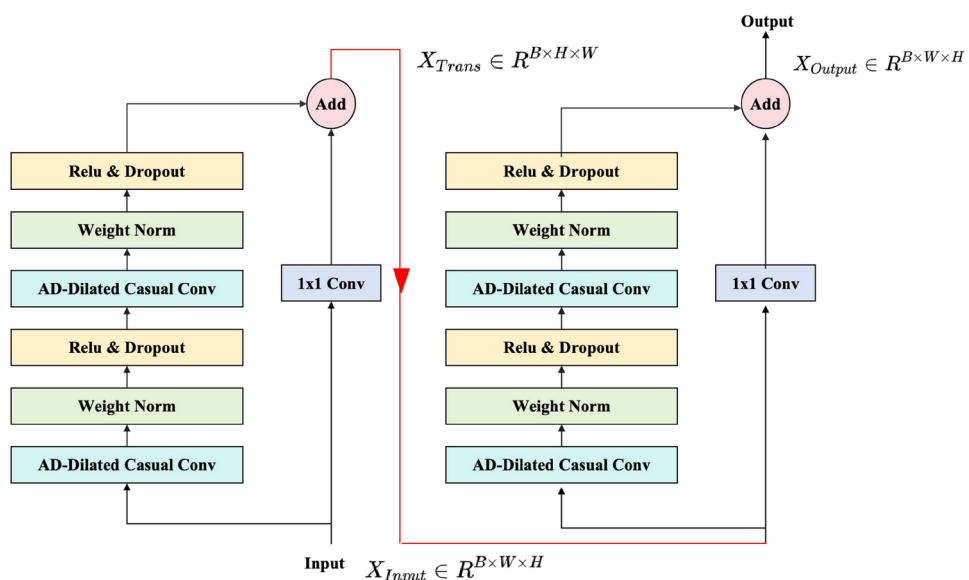 Output
X_{Trans} ∈ R^{B×H×W}
X_{Output} ∈ R^{B×W×H}
Add
Add
Relu & Dropout
Weight Norm
AD-Dilated Casual Conv
Relu & Dropout
Weight Norm
AD-Dilated Casual Conv
1x1 Conv
Relu & Dropout
Weight Norm
AD-Dilated Casual Conv
Relu & Dropout
Weight Norm
AD-Dilated Casual Conv
1x1 Conv
Input
X_{Input} ∈ R^{B×W×H}